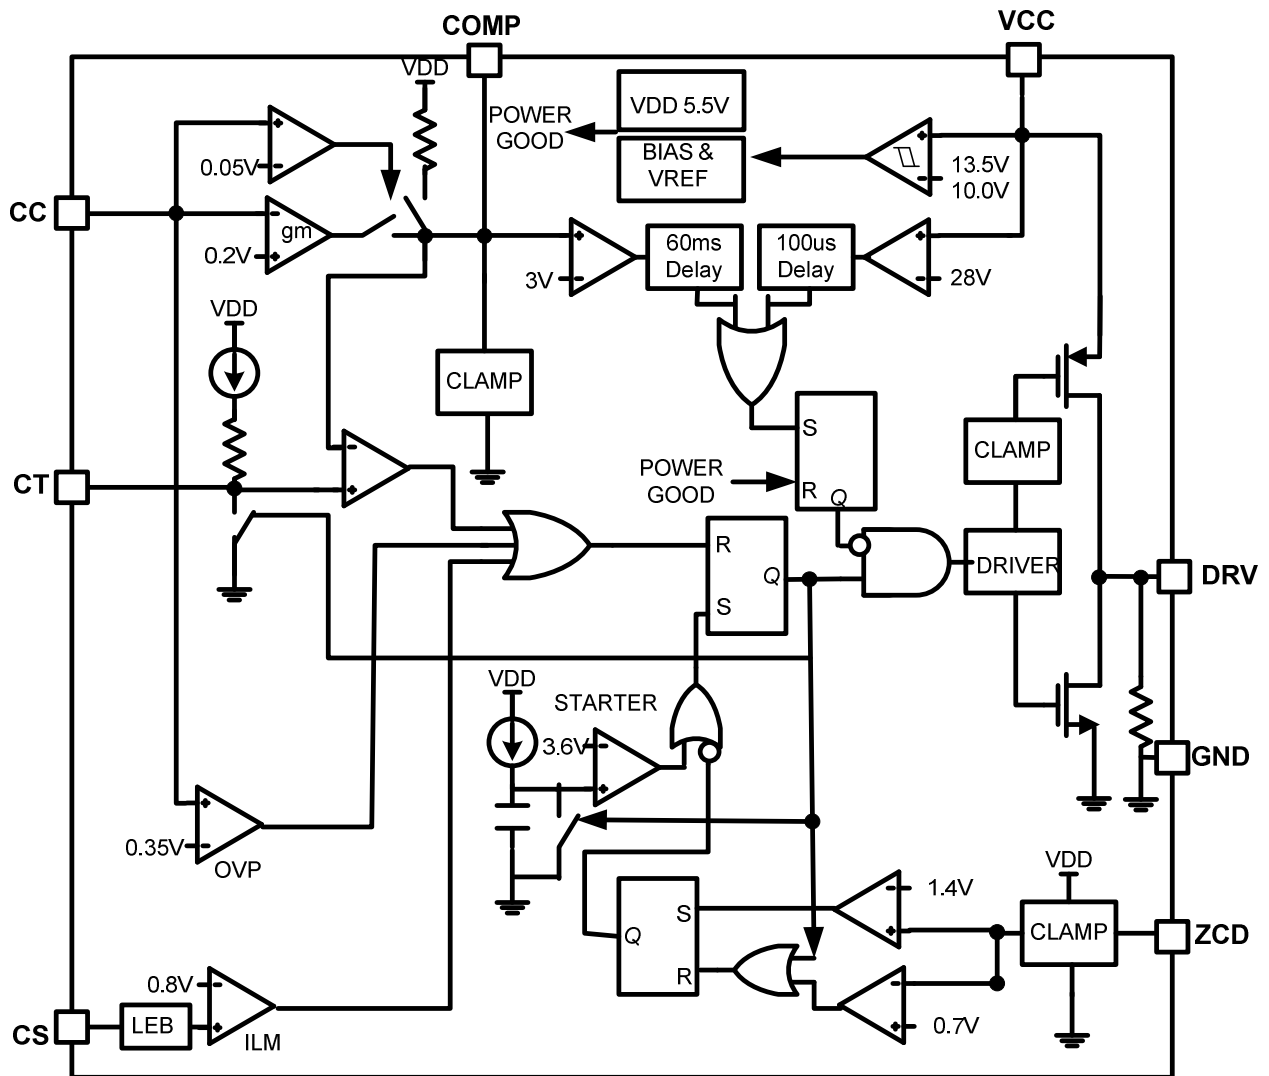 COMP
VCC
VDD
VDD 5.5V
POWER
GOOD
BIAS &
VREF
0.05V
13.5V
10.0V
CC
gm
60ms
Delay
100us
Delay
0.2V
3V
28V
VDD
CLAMP
S
CLAMP
POWER
GOOD
R
Q
CT
R
Q
S
DRIVER
DRV
VDD
STARTER
3.6V
GND
0.35V
OVP
VDD
1.4V
S
Q
CLAMP
ZCD
R
0.8V
0.7V
CS
LEB
ILM